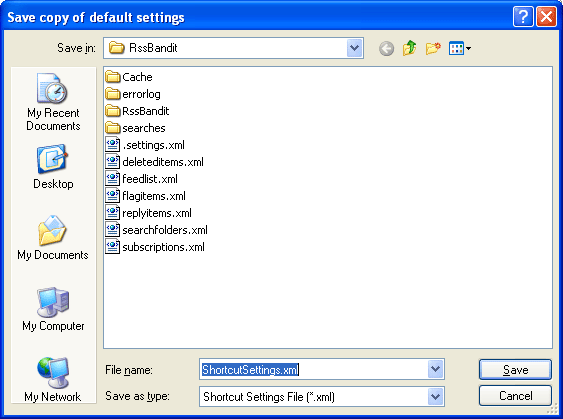 Save copy of default settings
Save in: RssBandit
My Recent
Documents
Desktop
My Documents
My Computer
My Network
Cache
errorlog
RssBandit
searches
.settings.xml
deleteditems.xml
feedlist.xml
flagitems.xml
replyitems.xml
searchfolders.xml
subscriptions.xml
File name: ShortcutSettings.xml Save
Save as type: Shortcut Settings File (*.xml) Cancel